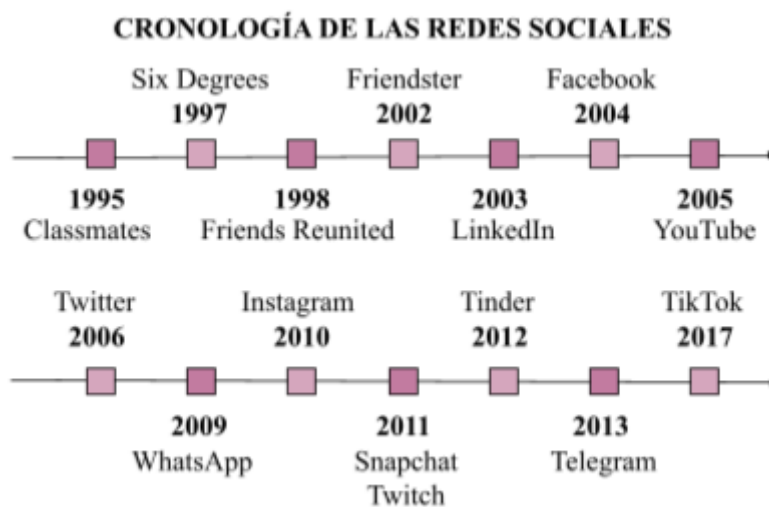 CRONOLOGÍA DE LAS REDES SOCIALES
Six Degrees
1997
Friendster
2002
Facebook
2004
1995
Classmates
1998
Friends Reunited
2003
LinkedIn
2005
YouTube
Twitter
2006
Instagram
2010
Tinder
2012
TikTok
2017
2009
WhatsApp
2011
Snapchat
Twitch
2013
Telegram